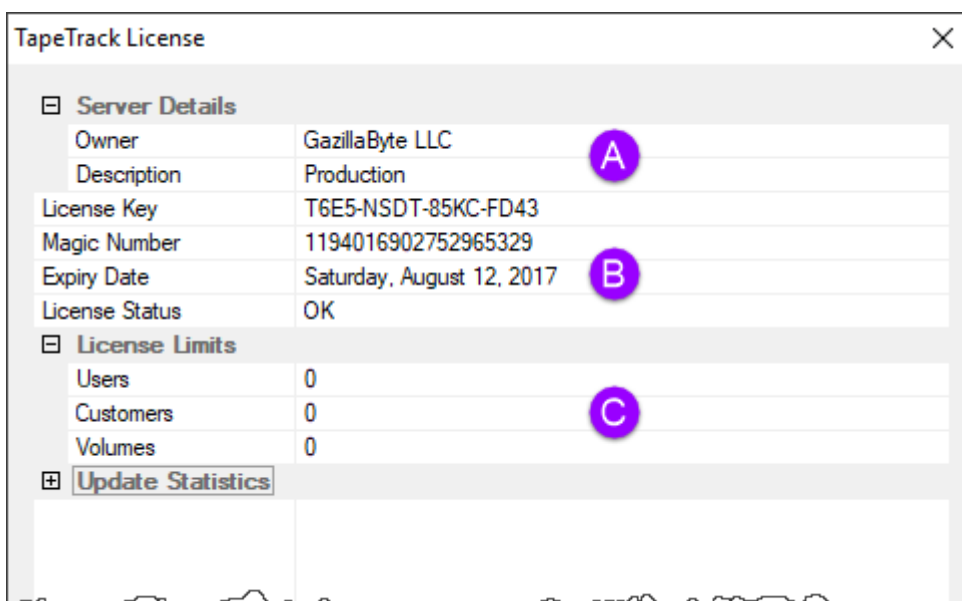 TapeTrack License
Server Details
Owner GazillaByte LLC
A
Description Production
License Key T6E5-NSDT-85KC-FD43
Magic Number 1194016902752965329
Expiry Date Saturday, August 12, 2017
B
License Status OK
License Limits
Users 0
Customers 0
C
Volumes 0
Update Statistics